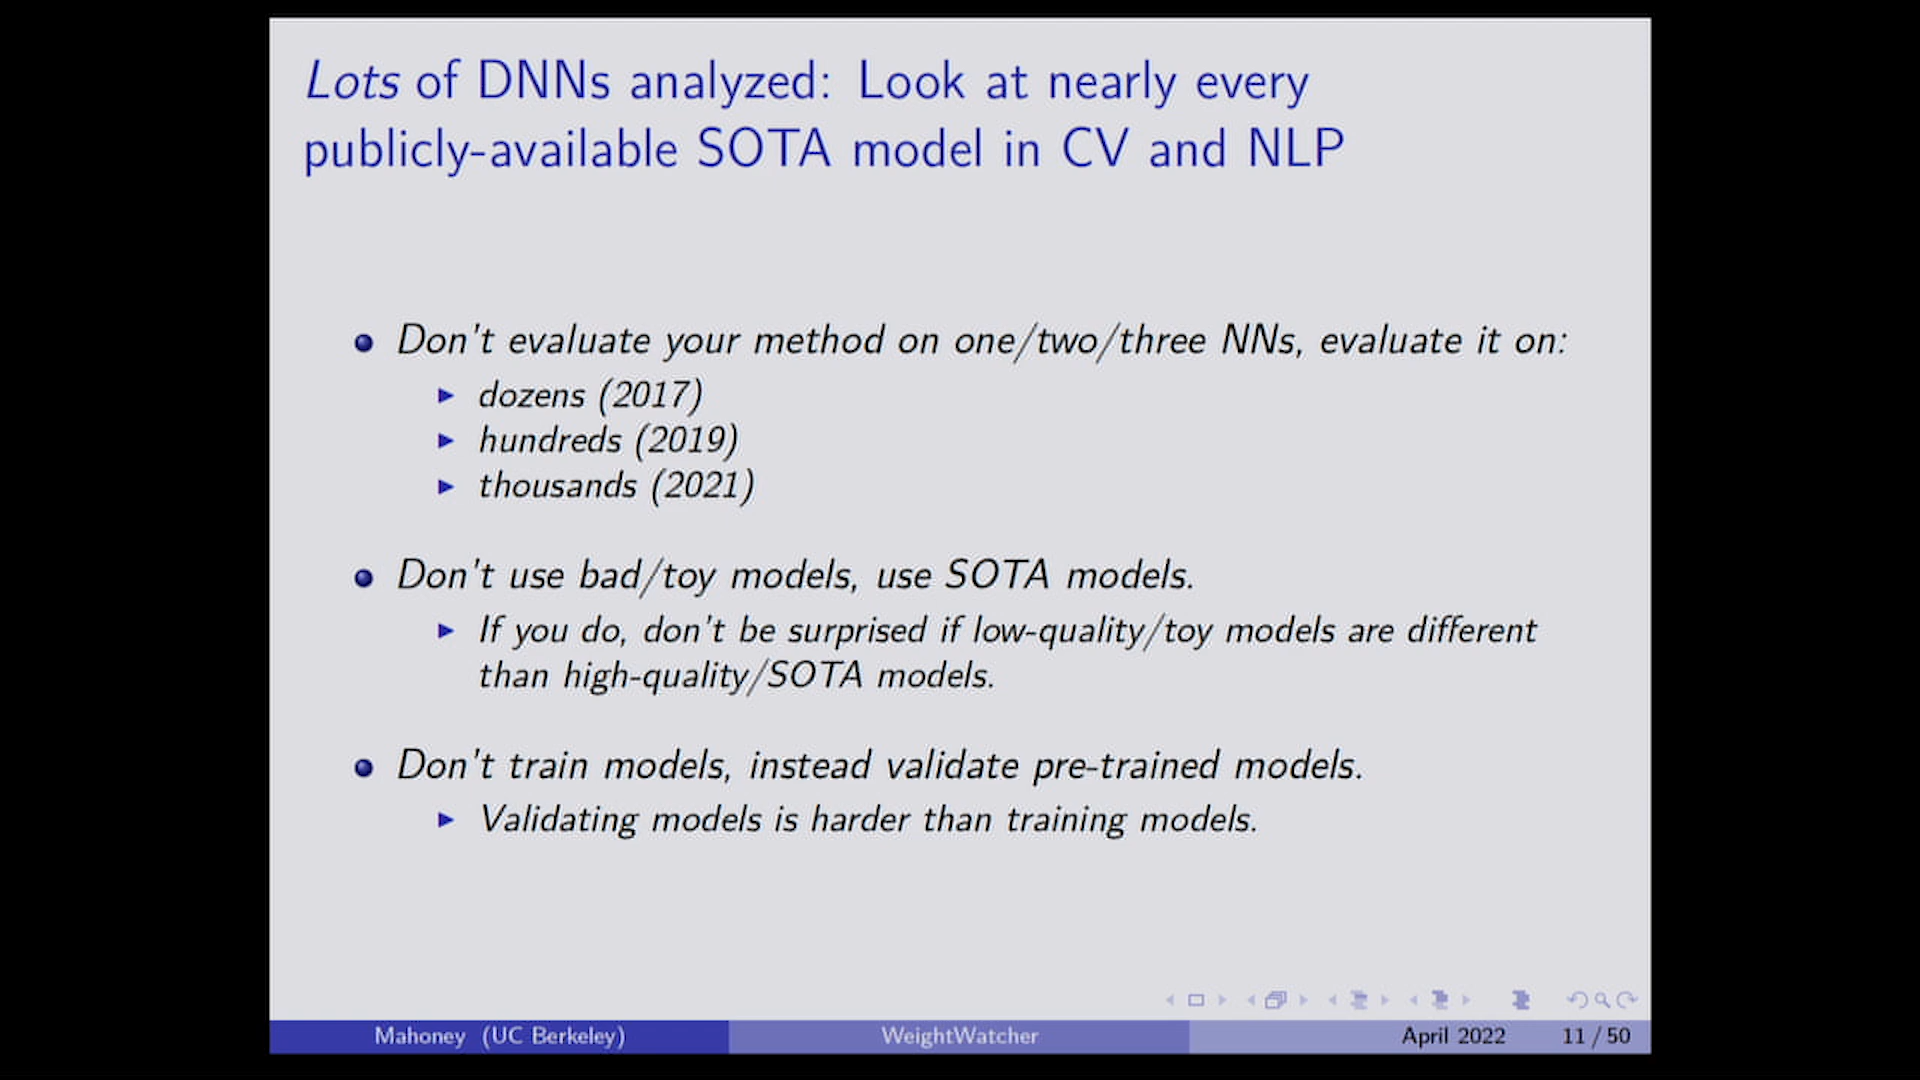 Lots of DNNs analyzed: Look at nearly every
publicly-available SOTA model in CV and NLP
Don't evaluate your method on one/two/three NNs, evaluate it on:
dozens (2017)
hundreds (2019)
thousands (2021)
Don't use bad/toy models, use SOTA models.
If you do, don't be surprised if low-quality/toy models are different
than high-quality/SOTA models.
Don't train models, instead validate pre-trained models.
Validating models is harder than training models.
Mahoney (UC Berkeley) WeightWatcher April 2022 11 / 50